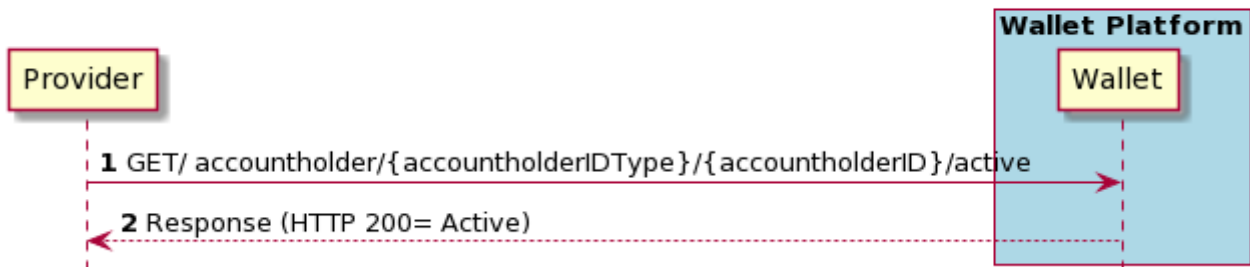 Wallet Platform
Provider
Wallet
1 GET/ accountholder/{accountholderIDType}/{accountholderID}/active
2 Response (HTTP 200= Active)